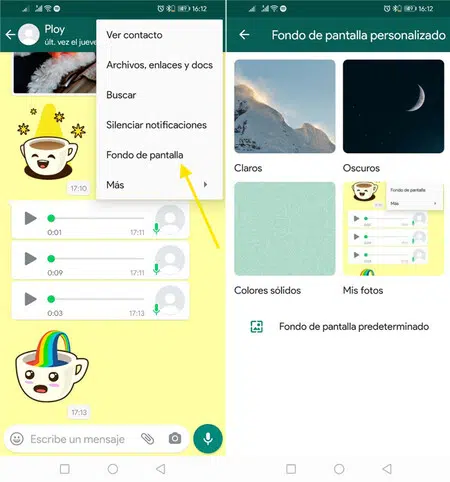 16:12
Ploy
últ. vez el jueve
Ver contacto
Archivos, enlaces y docs
Buscar
Silenciar notificaciones
Fondo de pantalla
Más
17:10
0:01 17:11
0:09 17:11
0:03 17:13
17:13
Escribe un mensaje
16:12
Fondo de pantalla personalizado
Claros
Oscuros
Fondo de pantalla
Más
Colores sólidos
Mis fotos
Fondo de pantalla predeterminado